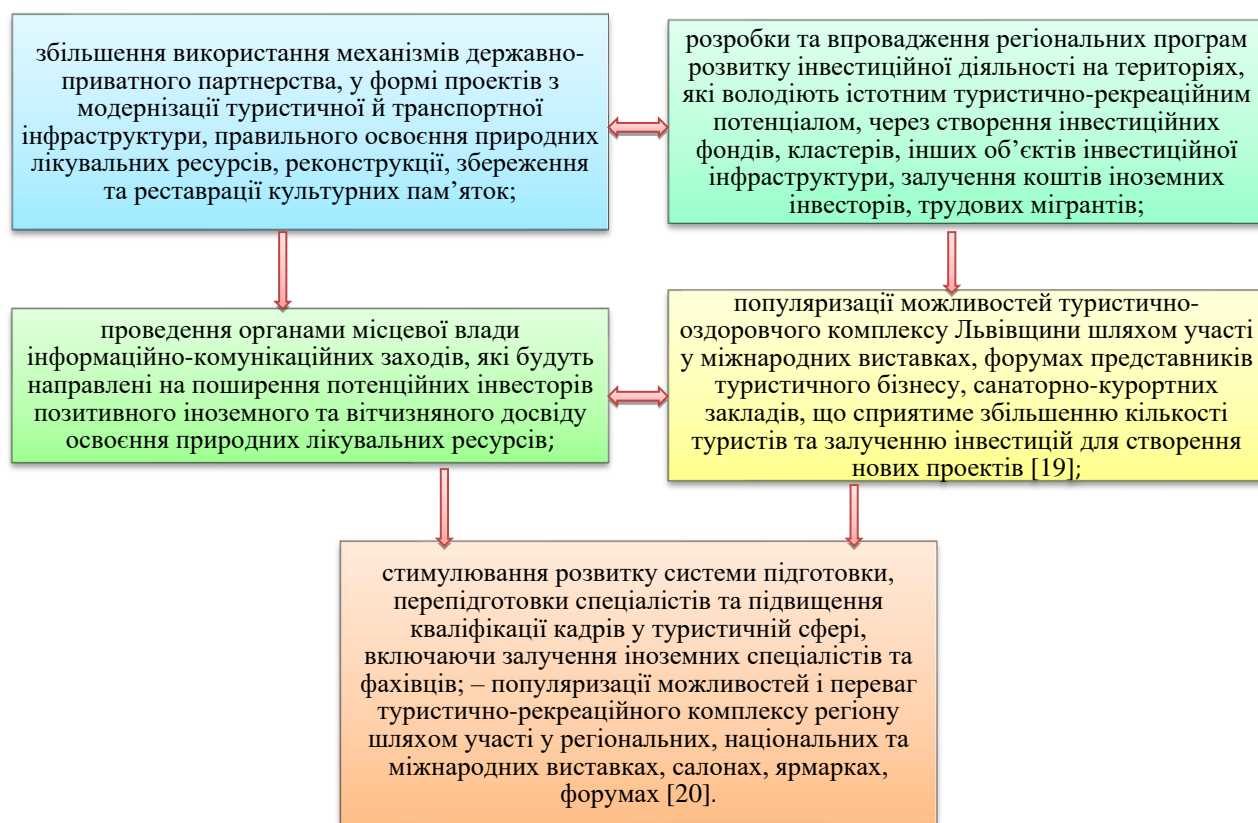 збільшення використання механізмів державно-
приватного партнерства, у формі проектів з
модернізації туристичної й транспортної
інфраструктури, правильного освоєння природних
лікувальних ресурсів, реконструкції, збереження
та реставрації культурних пам’яток;
розробки та впровадження регіональних програм
розвитку інвестиційної діяльності на територіях,
які володіють істотним туристично-рекреаційним
потенціалом, через створення інвестиційних
фондів, кластерів, інших об’єктів інвестиційної
інфраструктури, залучення коштів іноземних
інвесторів, трудових мігрантів;
проведення органами місцевої влади
інформаційно-комунікаційних заходів, які будуть
направлені на поширення потенційних інвесторів
позитивного іноземного та вітчизняного досвіду
освоєння природних лікувальних ресурсів;
популяризації можливостей туристично-
оздоровчого комплексу Львівщини шляхом участі
у міжнародних виставках, форумах представників
туристичного бізнесу, санаторно-курортних
закладів, що сприятиме збільшенню кількості
туристів та залученню інвестицій для створення
нових проектів [19];
стимулювання розвитку системи підготовки,
перепідготовки спеціалістів та підвищення
кваліфікації кадрів у туристичній сфері,
включаючи залучення іноземних спеціалістів та
фахівців; – популяризації можливостей і переваг
туристично-рекреаційного комплексу регіону
шляхом участі у регіональних, національних та
міжнародних виставках, салонах, ярмарках,
форумах [20].